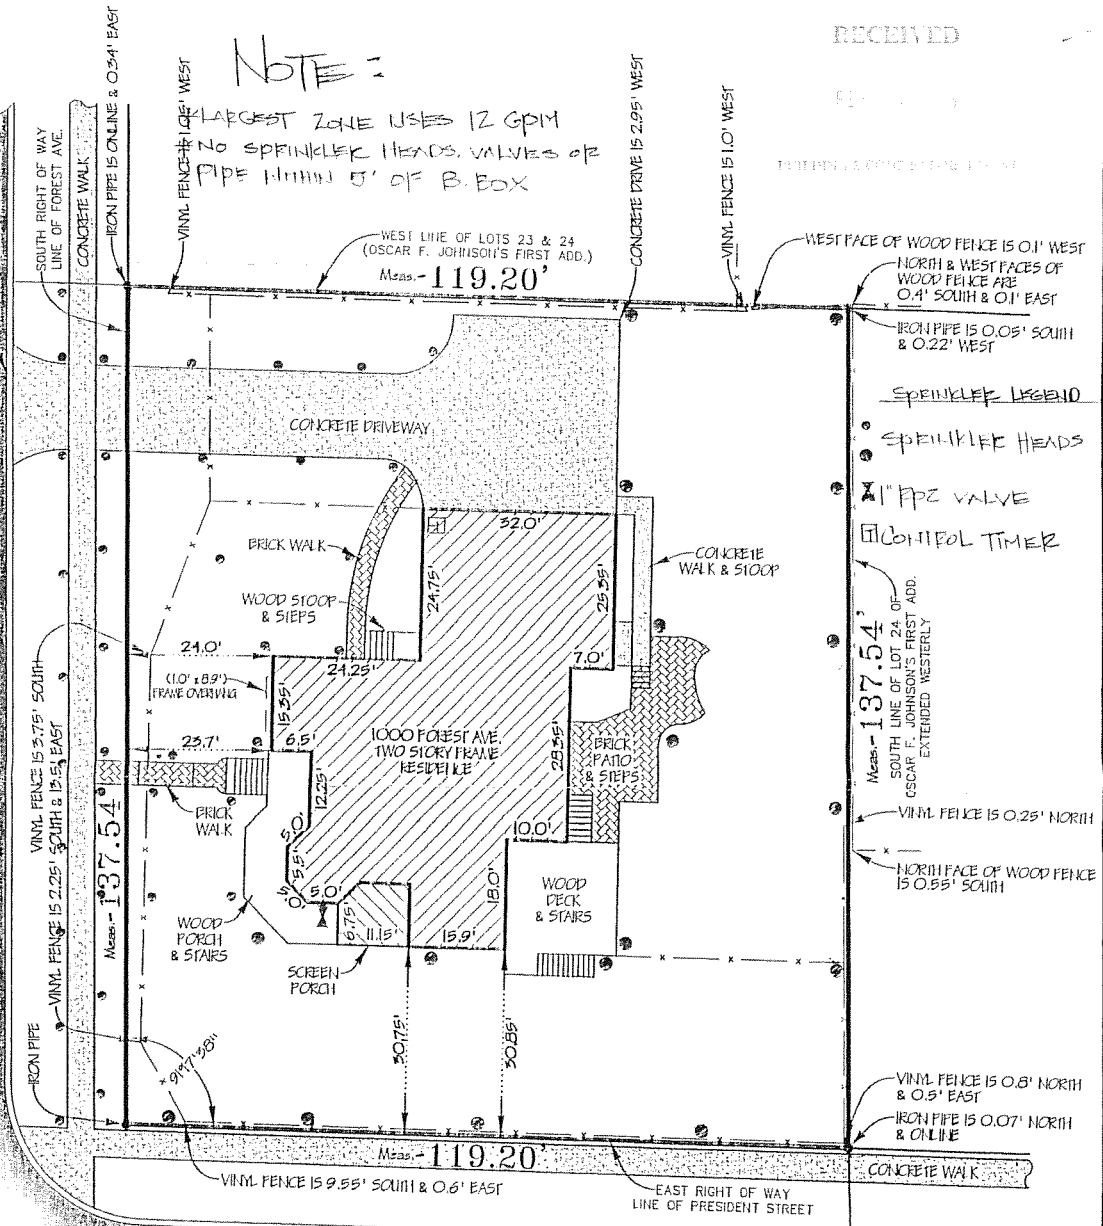 RECEIVED
NOTE:
*LARGEST ZONE USES 12 GPM
*NO SPRINKLER HEADS, VALVES OR
PIPE WITHIN 5' OF B. BOX
SOUTH RIGHT OF WAY
LINE OF FOREST AVE.
CONCRETE WALK
IRON PIPE IS ONLINE & 0.34' EAST
VINYL FENCE IS WEST
WEST LINE OF LOTS 23 & 24
(OSCAR F. JOHNSON'S FIRST ADD.)
Meas.-119.20'
CONCRETE DRIVE IS 2.95' WEST
VINYL FENCE IS 1.0' WEST
WEST FACE OF WOOD FENCE IS 0.1' WEST
NORTH & WEST FACES OF
WOOD FENCE ARE
0.4' SOUTH & 0.1' EAST
IRON PIPE IS 0.05' SOUTH
& 0.22' WEST
SPRINKLER LEGEND
SPRINKLER HEADS
1" FPZ VALVE
CONTROL TIMER
CONCRETE DRIVEWAY
BRICK WALK
32.0'
24.75'
25.35'
CONCRETE
WALK & STOOP
WOOD STOOP
& STEPS
24.0'
24.25'
7.0'
(1.0' x 8.9')
FRAME OVERHANG
15.35'
23.7'
6.5'
1000 FOREST AVE.
TWO STORY FRAME
RESIDENCE
28.35'
BRICK
PATIO
& STEPS
12.25'
BRICK
WALK
5.0'
5.5'
5.0'
5.0'
10.0'
18.0'
WOOD
DECK
& STAIRS
WOOD
PORCH
& STAIRS
6.75'
11.15'
15.9'
SCREEN
PORCH
30.75'
30.85'
VINYL FENCE IS 3.75' SOUTH
VINYL FENCE IS 2.25' SOUTH & 13.5' EAST
Meas.-137.54
IRON PIPE
91°17'38"
Meas.-137.54'
SOUTH LINE OF LOT 24 OF
OSCAR F. JOHNSON'S FIRST ADD.
EXTENDED WESTERLY
VINYL FENCE IS 0.25' NORTH
NORTH FACE OF WOOD FENCE
IS 0.55' SOUTH
VINYL FENCE IS 0.8' NORTH
& 0.5' EAST
IRON PIPE IS 0.07' NORTH
& ONLINE
Meas.-119.20'
CONCRETE WALK
VINYL FENCE IS 9.55' SOUTH & 0.6' EAST
EAST RIGHT OF WAY
LINE OF PRESIDENT STREET